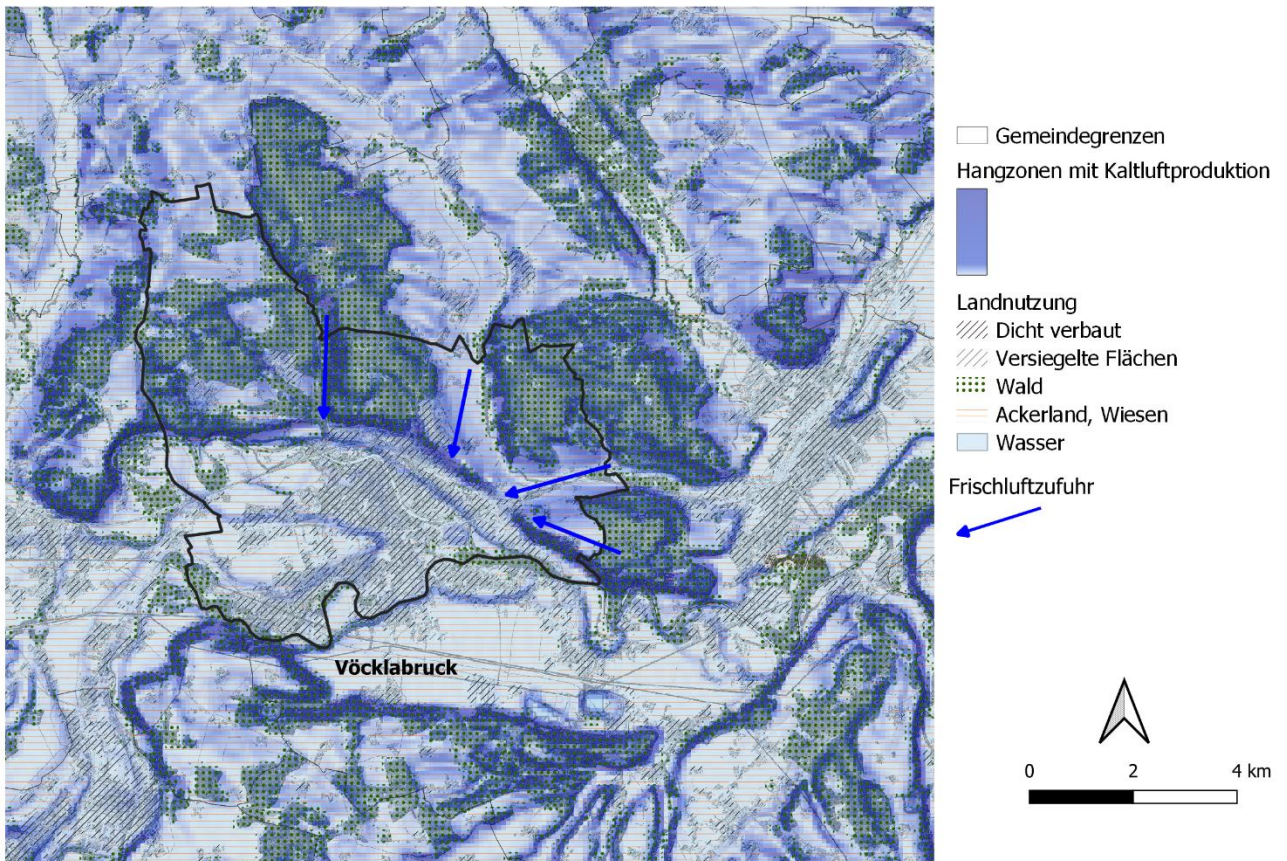 Gemeindegrenzen
Hangzonen mit Kaltluftproduktion
Landnutzung
Dicht verbaut
Versiegelte Flächen
Wald
Ackerland, Wiesen
Wasser
Frischluftzufuhr
Vöcklabruck
0 2 4 km